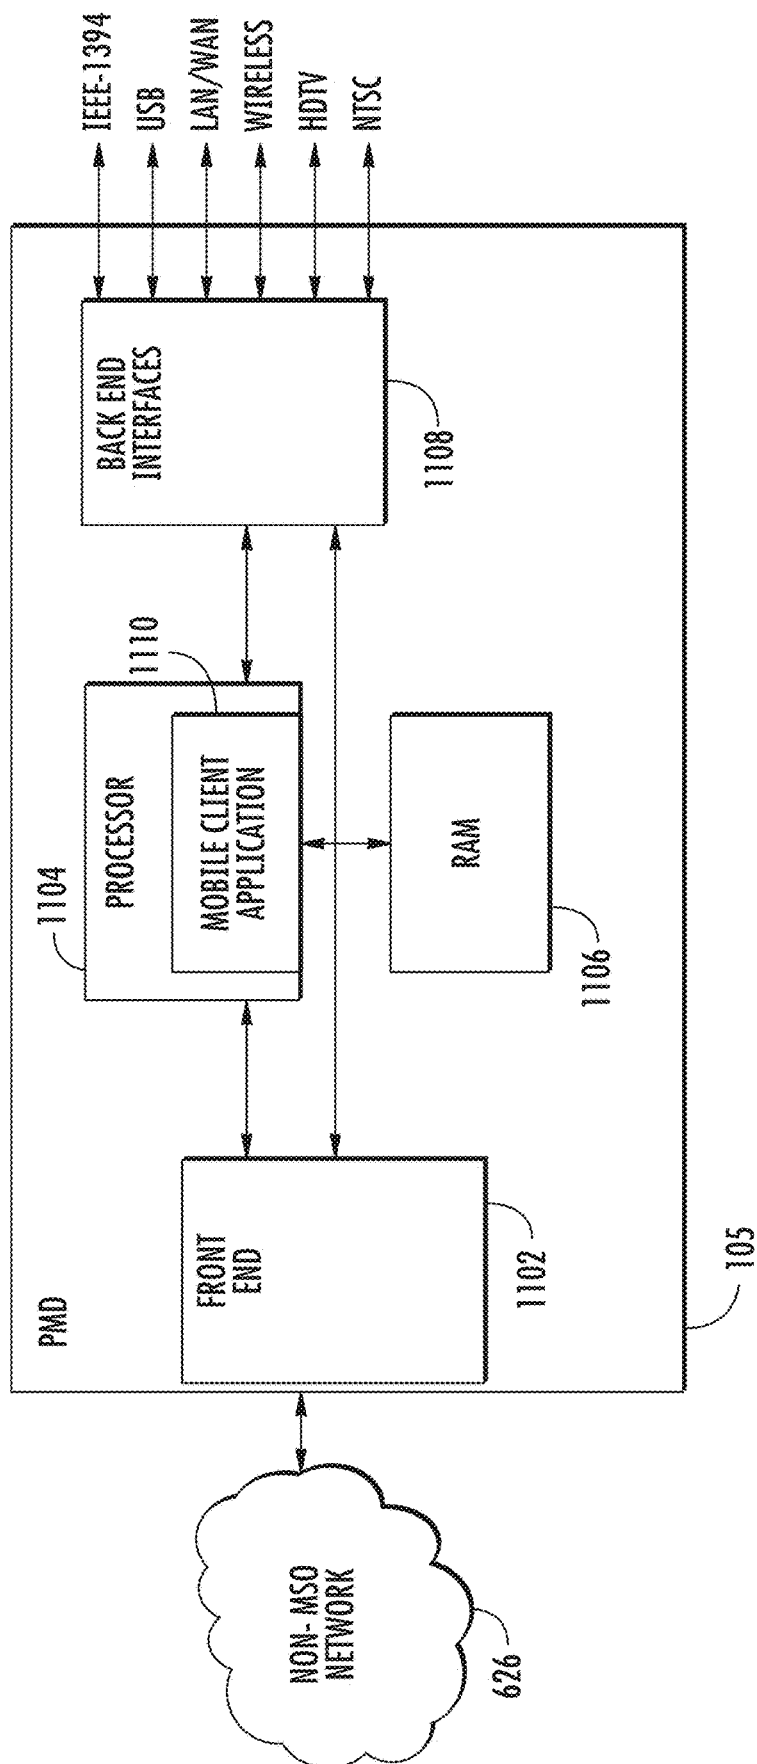 PMD
NON- MSO
NETWORK
626
FRONT
END
1102
1104
PROCESSOR
MOBILE CLIENT
APPLICATION
1110
RAM
1106
BACK END
INTERFACES
1108
IEEE-1394
USB
LAN/WAN
WIRELESS
HDTV
NTSC
105